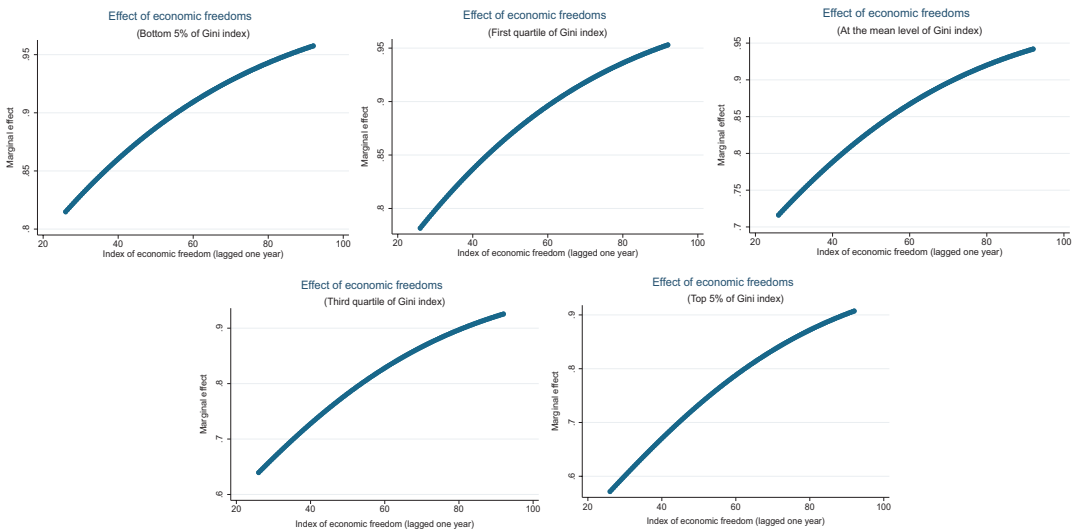 Effect of economic freedoms
(Bottom 5% of Gini index)
Marginal effect
.95
.9
.85
.8
20 40 60 80 100
Index of economic freedom (lagged one year)
Effect of economic freedoms
(First quartile of Gini index)
Marginal effect
.95
.9
.85
.8
20 40 60 80 100
Index of economic freedom (lagged one year)
Effect of economic freedoms
(At the mean level of Gini index)
Marginal effect
.95
.9
.85
.8
.75
.7
20 40 60 80 100
Index of economic freedom (lagged one year)
Effect of economic freedoms
(Third quartile of Gini index)
Marginal effect
.9
.8
.7
.6
20 40 60 80 100
Index of economic freedom (lagged one year)
Effect of economic freedoms
(Top 5% of Gini index)
Marginal effect
.9
.8
.7
.6
20 40 60 80 100
Index of economic freedom (lagged one year)